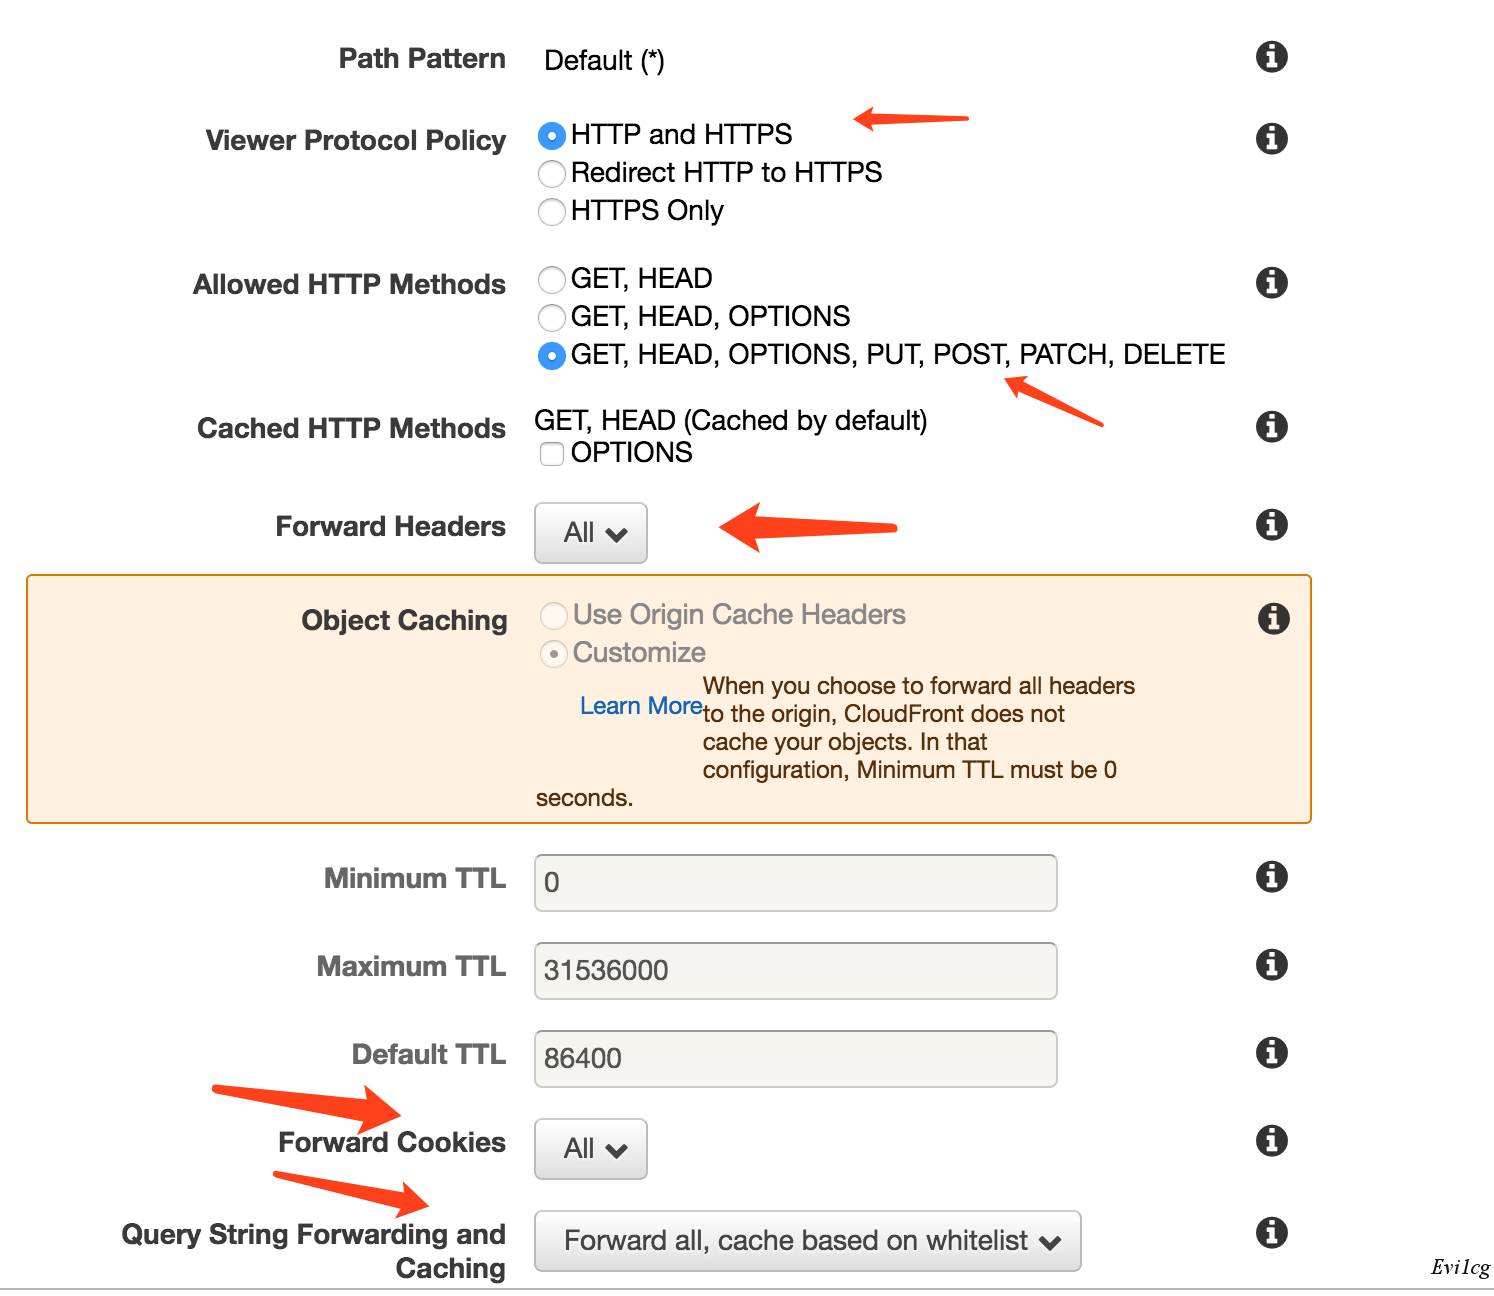 Path Pattern
Default (*)
Viewer Protocol Policy
HTTP and HTTPS
Redirect HTTP to HTTPS
HTTPS Only
Allowed HTTP Methods
GET, HEAD
GET, HEAD, OPTIONS
GET, HEAD, OPTIONS, PUT, POST, PATCH, DELETE
Cached HTTP Methods
GET, HEAD (Cached by default)
OPTIONS
Forward Headers
All
Object Caching
Use Origin Cache Headers
Customize
Learn More
When you choose to forward all headers
to the origin, CloudFront does not
cache your objects. In that
configuration, Minimum TTL must be 0
seconds.
Minimum TTL
0
Maximum TTL
31536000
Default TTL
86400
Forward Cookies
All
Query String Forwarding and
Caching
Forward all, cache based on whitelist
Evi1cg